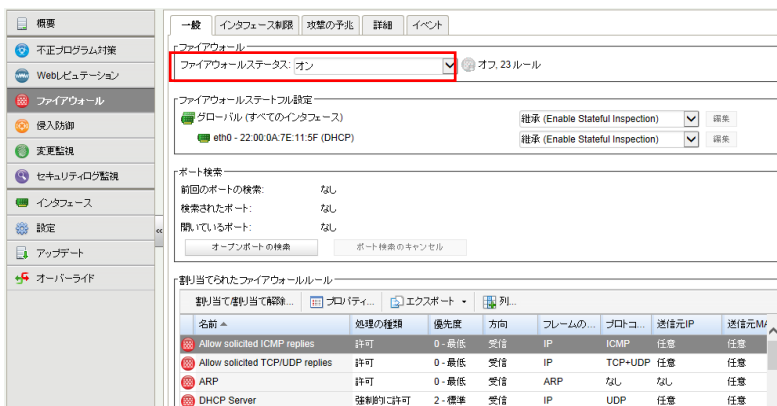 概要
不正プログラム対策
Webレピュテーション
ファイアウォール
侵入防御
変更監視
セキュリティログ監視
インタフェース
設定
アップデート
オーバーライド
«
一般 インタフェース制限 攻撃の予兆 詳細 イベント
ファイアウォール
ファイアウォールステータス: オン オフ, 23 ルール
ファイアウォールステートフル設定
グローバル (すべてのインタフェース) 継承 (Enable Stateful Inspection) 編集
eth0 - 22:00:0A:7E:11:5F (DHCP) 継承 (Enable Stateful Inspection) 編集
ポート検索
前回のポートの検索: なし
検索されたポート: なし
開いているポート: なし
オープンポートの検索 ポート検索のキャンセル
割り当てられたファイアウォールルール
割り当て/割り当て解除... プロパティ... エクスポート 列...
名前 処理の種類 優先度 方向 フレームの... プロトコ... 送信元IP 送信元MA
Allow solicited ICMP replies 許可 0 - 最低 受信 IP ICMP 任意 任意
Allow solicited TCP/UDP replies 許可 0 - 最低 受信 IP TCP+UDP 任意 任意
ARP 許可 0 - 最低 受信 ARP なし なし 任意
DHCP Server 強制的に許可 2 - 標準 受信 IP UDP 任意 任意